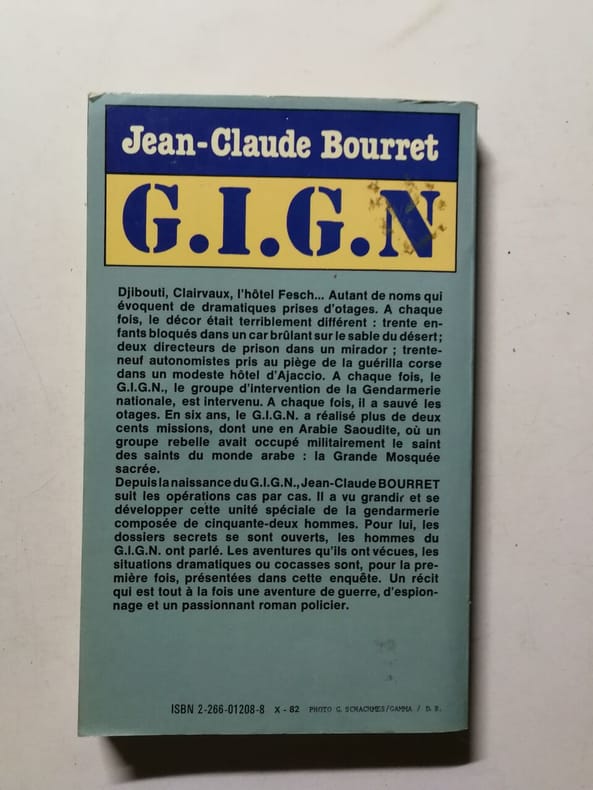 Jean-Claude Bourret
G.I.G.N
Djibouti, Clairvaux, l'hôtel Fesch... Autant de noms qui
évoquent de dramatiques prises d'otages. A chaque
fois, le décor était terriblement différent : trente en-
fants bloqués dans un car brûlant sur le sable du désert;
deux directeurs de prison dans un mirador ; trente-
neuf autonomistes pris au piège de la guérilla corse
dans un modeste hôtel d'Ajaccio. A chaque fois, le
G.I.G.N., le groupe d'intervention de la Gendarmerie
nationale, est intervenu. A chaque fois, il a sauvé les
otages. En six ans, le G.I.G.N. a réalisé plus de deux
cents missions, dont une en Arabie Saoudite, où un
groupe rebelle avait occupé militairement le saint
des saints du monde arabe : la Grande Mosquée
sacrée.
Depuis la naissance du G.I.G.N., Jean-Claude BOURRET
suit les opérations cas par cas. Il a vu grandir et se
développer cette unité spéciale de la gendarmerie
composée de cinquante-deux hommes. Pour lui, les
dossiers secrets se sont ouverts, les hommes du
G.I.G.N. ont parlé. Les aventures qu'ils ont vécues, les
situations dramatiques ou cocasses sont, pour la pre-
mière fois, présentées dans cette enquête. Un récit
qui est tout à la fois une aventure de guerre, d'espion-
nage et un passionnant roman policier.
ISBN 2-266-01208-8 X - 82 PHOTO G. /GAMMA / D. R.